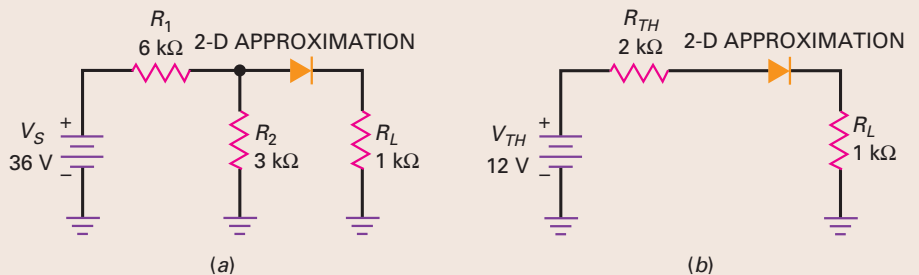 R1
6 kΩ
2-D APPROXIMATION
VS
36 V
+
–
R2
3 kΩ
RL
1 kΩ
(a)
RTH
2 kΩ
2-D APPROXIMATION
VTH
12 V
+
–
RL
1 kΩ
(b)